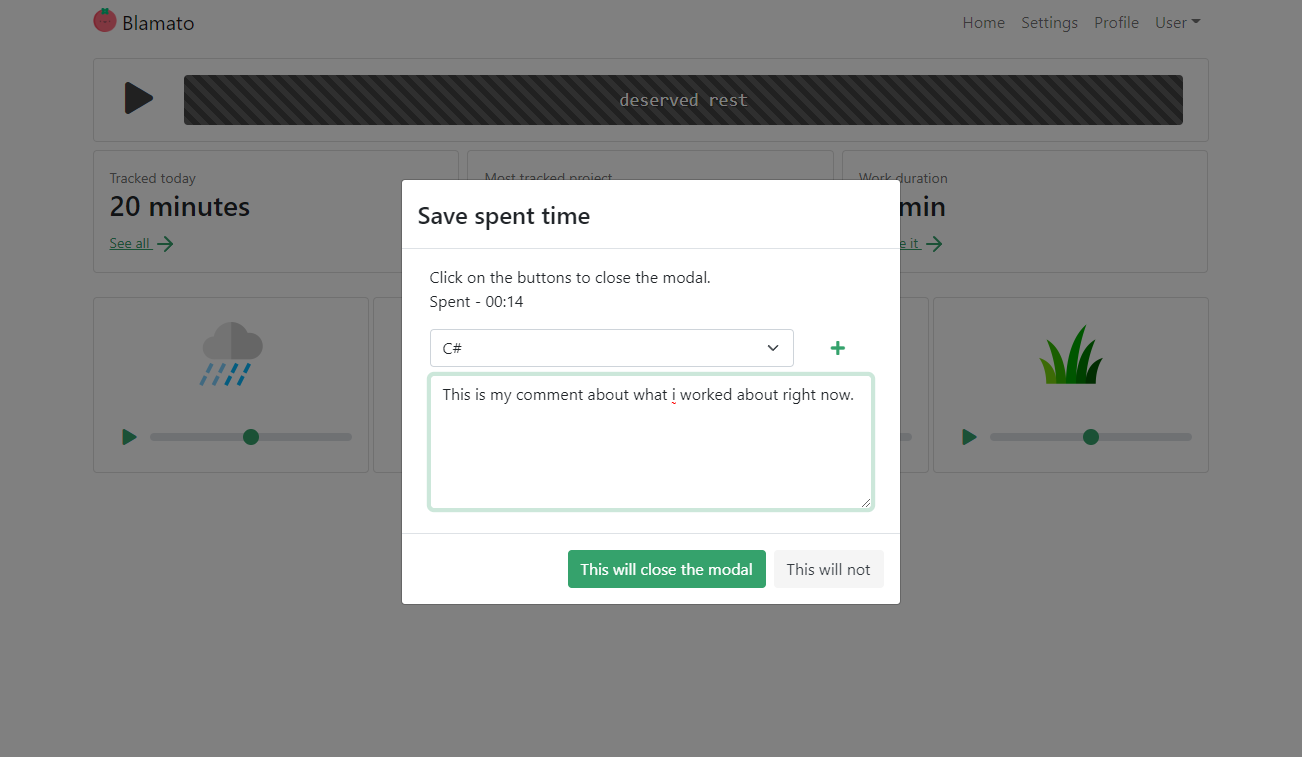 Blamato
Home Settings Profile User
deserved rest
Tracked today
20 minutes
See all
Most tracked project
Work duration
min
it
Save spent time
Click on the buttons to close the modal.
Spent - 00:14
C#
This is my comment about what i worked about right now.
This will close the modal
This will not